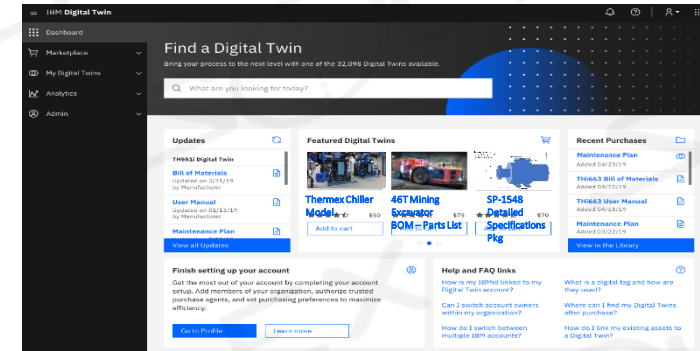 IBM Digital Twin
Dashboard
Marketplace
My Digital Twins
Analytics
Admin
Find a Digital Twin
Bring your process to the next level with one of the 32,098 Digital Twins available.
What are you looking for today?
Updates
TH551i Digital Twin
Bill of Materials
Updated on 3/31/19
by Manufacturer
User Manual
Updated on 01/13/19
by Manufacturer
Maintenance Plan
View all Updates
Featured Digital Twins
Thermex Chiller
Model
$50
Add to cart
46T Mining
Excavator
BOM – Parts List
$75
SP-1548
Detailed
Specifications
Pkg
$70
Recent Purchases
Maintenance Plan
Added 04/23/19
TH663 Bill of Materials
Added 04/15/19
TH663 User Manual
Added 04/18/19
Maintenance Plan
Added 03/22/19
View in the Library
Finish setting up your account
Get the most out of your account by completing your account
setup. Add members of your organization, authorize trusted
purchase agents, and set purchasing preferences to maximize
efficiency.
Go to Profile
Learn more
Help and FAQ links
How is my IBMid linked to my
Digital Twin account?
Can I switch account owners
within my organization?
How do I swtich between
multiple IBM accounts?
What is a digital tag and how are
they used?
Where can I find my Digital Twins
after purchase?
How do I link my existing assets to
a Digital Twin?